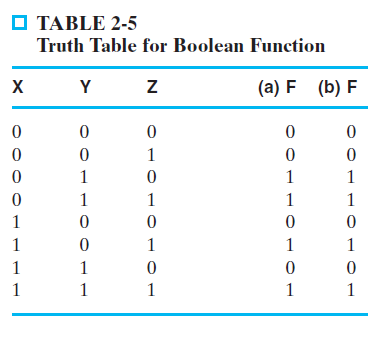 TABLE 2-5
Truth Table for Boolean Function
X Y Z (a) F (b) F
0 0 0 0 0
0 0 1 0 0
0 1 0 1 1
0 1 1 1 1
1 0 0 0 0
1 0 1 1 1
1 1 0 0 0
1 1 1 1 1